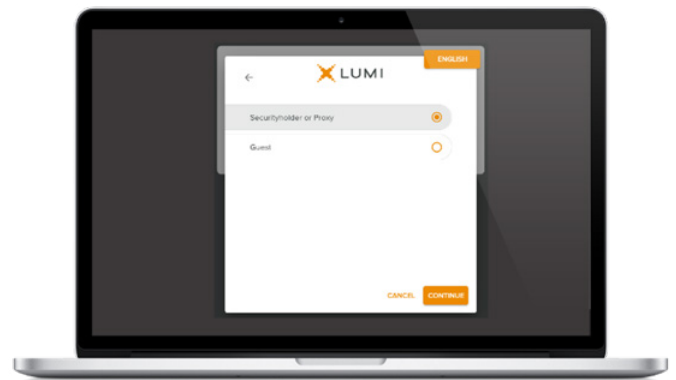 ENGLISH
LUMI
Securityholder or Proxy
Guest
CANCEL
CONTINUE